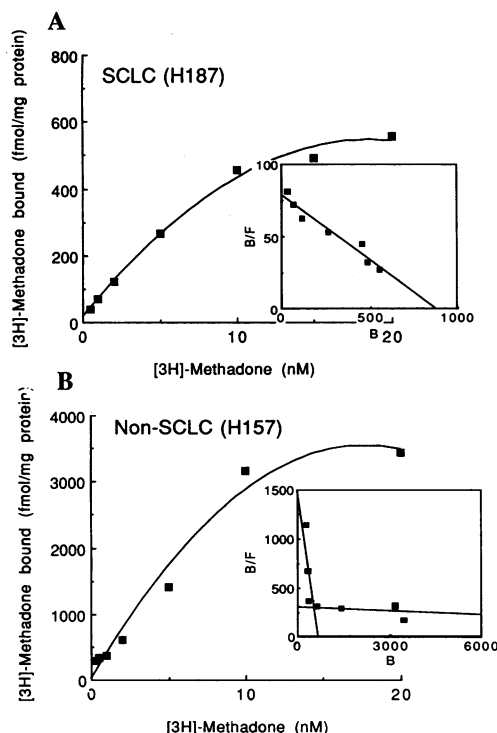 A
SCLC (H187)
[3H]-Methadone bound (fmol/mg protein)
800
600
400
200
0
0
10
20
[3H]-Methadone (nM)
B/F
100
50
0
0
500
1000
B
B
Non-SCLC (H157)
[3H]-Methadone bound (fmol/mg protein)
4000
3000
2000
1000
0
0
10
20
[3H]-Methadone (nM)
B/F
1500
1000
500
0
0
3000
6000
B